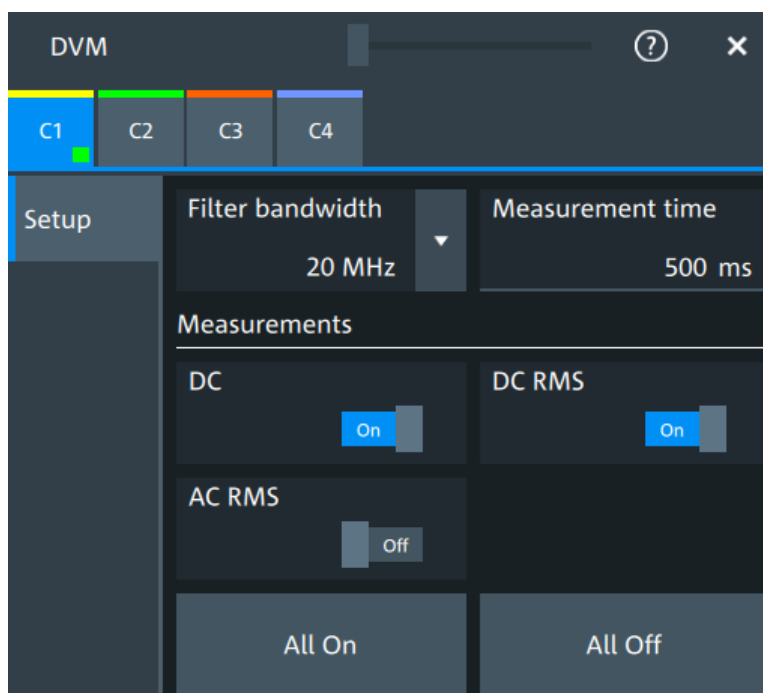 DVM
?
C1 C2 C3 C4
Setup
Filter bandwidth
20 MHz
Measurement time
500 ms
Measurements
DC
On
DC RMS
On
AC RMS
Off
All On
All Off